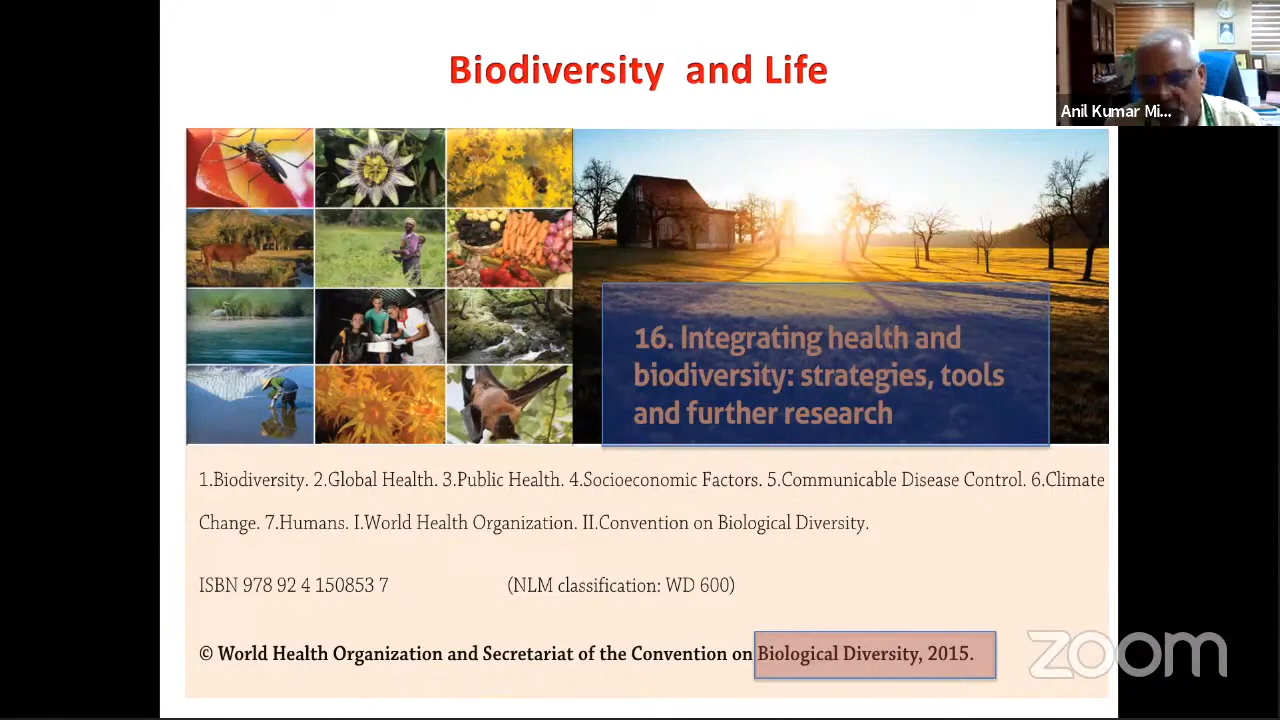 Biodiversity and Life
Anil Kumar Mi...
16. Integrating health and
biodiversity: strategies, tools
and further research
1.Biodiversity. 2.Global Health. 3.Public Health. 4.Socioeconomic Factors. 5.Communicable Disease Control. 6.Climate
Change. 7.Humans. I.World Health Organization. II.Convention on Biological Diversity.
ISBN 978 92 4 150853 7 (NLM classification: WD 600)
© World Health Organization and Secretariat of the Convention on Biological Diversity, 2015.
zoom